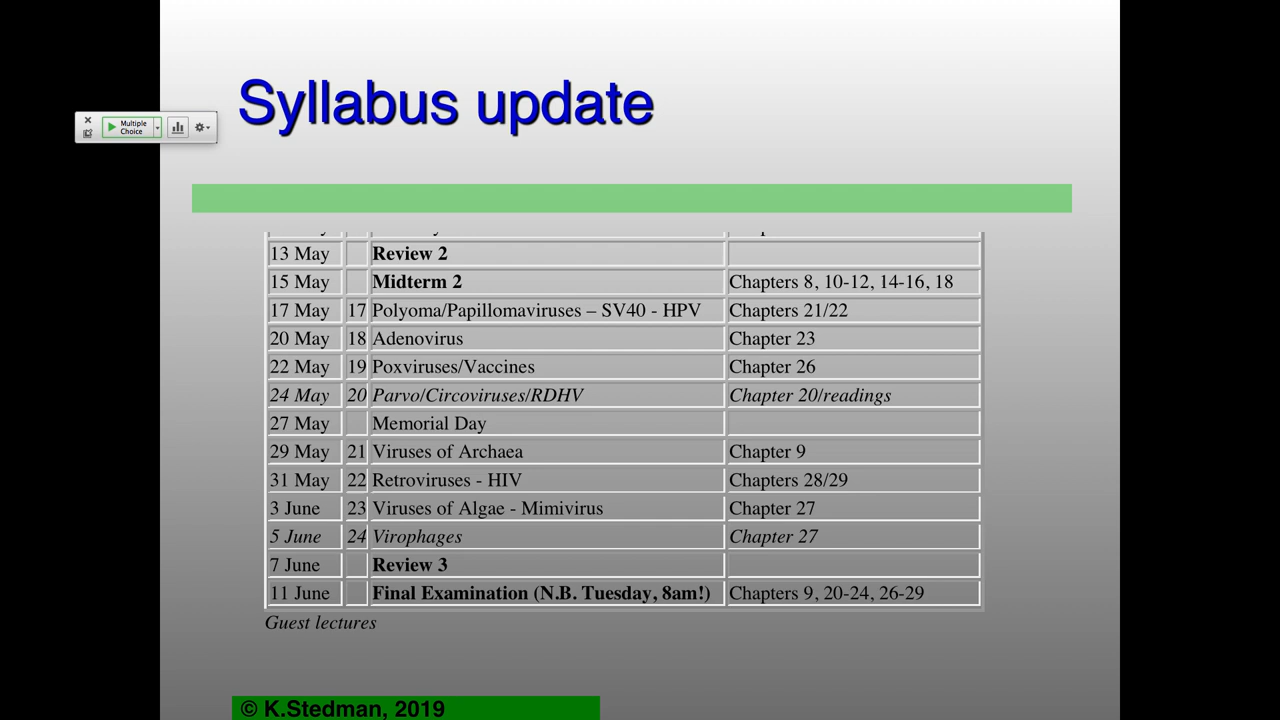 Syllabus update
Multiple
Choice
13 May Review 2
15 May Midterm 2 Chapters 8, 10-12, 14-16, 18
17 May 17 Polyoma/Papillomaviruses – SV40 - HPV Chapters 21/22
20 May 18 Adenovirus Chapter 23
22 May 19 Poxviruses/Vaccines Chapter 26
24 May 20 Parvo/Circoviruses/RDHV Chapter 20/readings
27 May Memorial Day
29 May 21 Viruses of Archaea Chapter 9
31 May 22 Retroviruses - HIV Chapters 28/29
3 June 23 Viruses of Algae - Mimivirus Chapter 27
5 June 24 Virophages Chapter 27
7 June Review 3
11 June Final Examination (N.B. Tuesday, 8am!) Chapters 9, 20-24, 26-29
Guest lectures
© K.Stedman, 2019